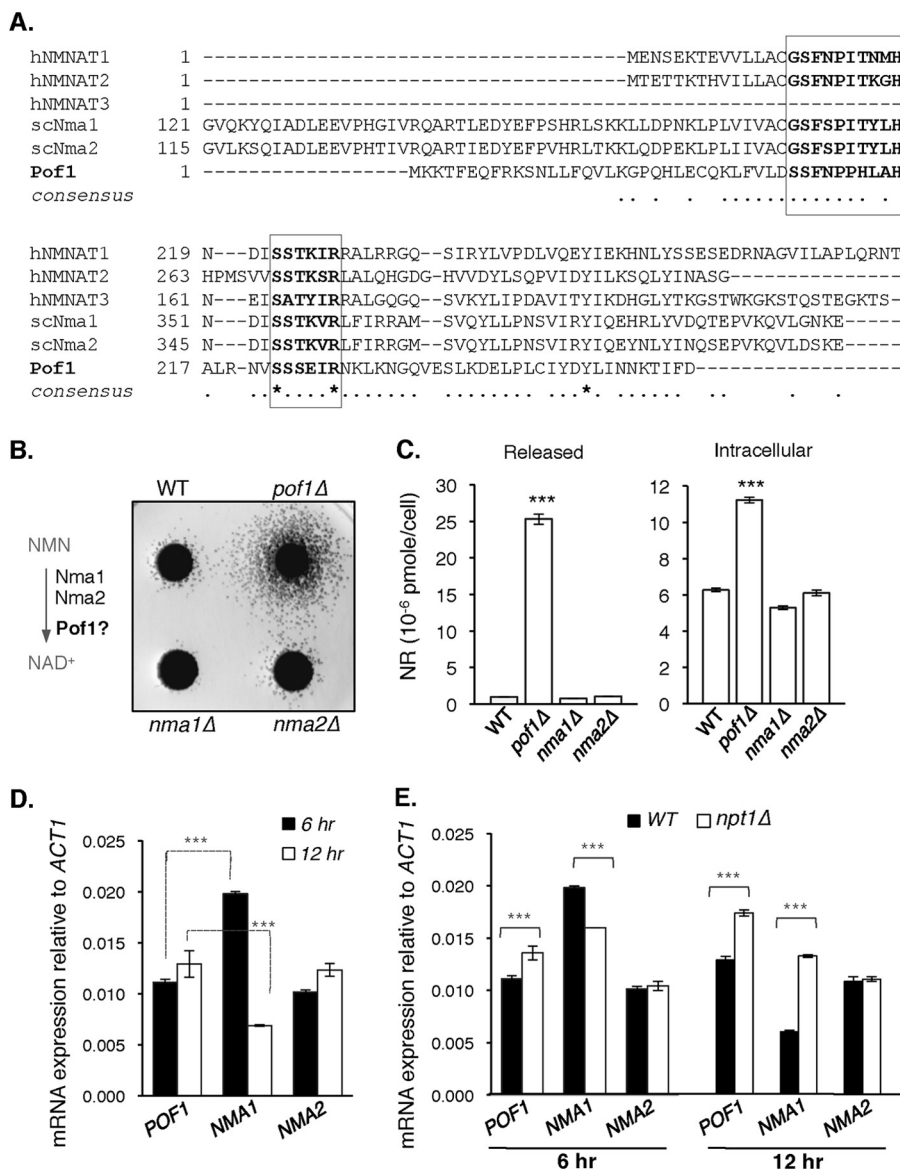 A.
hNMNAT1 1 ------------------------------------MENSEKTEVVLLACGSFNPITNMH
hNMNAT2 1 ------------------------------------MTETTKTHVILLACGSFNPITKGH
hNMNAT3 1 ------------------------------------------------------------
scNma1 121 GVQKYQIADLEEVPHGIVRQARTLEDYEFPSHRLSKKLLDPNKLPLVIVACGSFSPITYLH
scNma2 115 GVLKSQIADLEEVPHTIVRQARTIEDYEFPVHRLTKKLQDPEKLPLIIVACGSFSPITYLH
Pof1 1 ------------------MKKTFEQFRKSNLLFQVLKGPQHLECQKLFVLDSSFNPPHLAH
consensus .. . . ........ .... .
hNMNAT1 219 N---DISSTKIRRALRRGQ--SIRYLVPDLVQEYIEKHNLYSSESEDRNAGVILAPLQRNT
hNMNAT2 263 HPMSVVSSTKSRLALQHGDG-HVVDYLSQPVIDYILKSQLYINASG---------------
hNMNAT3 161 N---EISATYIRRALGQGQ--SVKYLIPDAVITYIKDHGLYTKGSTWKGKSTQSTEGKTS-
scNma1 351 N---DISSTKVRLFIRRAM--SVQYLLPNSVIRYIQEHRLYVDQTEPVKQVLGNKE-----
scNma2 345 N---DISSTKVRLFIRRGM--SVQYLLPNSVIRYIQEYNLYINQSEPVKQVLDSKE-----
Pof1 217 ALR-NVSSSSEIRNKLKNGQVESLKDELPLCIYDYLINNKTIFD-----------------
consensus . ..*....*....... ..............*.. ..... . . .
B.
WT pof1Δ
NMN
Nma1
Nma2
Pof1?
NAD+
nma1Δ nma2Δ
C.
Released Intracellular
NR (10-6 pmole/cell)
30
25
20
15
10
5
0
***
WT pof1Δ nma1Δ nma2Δ
12
10
8
6
4
2
0
***
WT pof1Δ nma1Δ nma2Δ
D.
mRNA expression relative to ACT1
0.025
0.020
0.015
0.010
0.005
0.000
6 hr
12 hr
***
***
POF1 NMA1 NMA2
E.
mRNA expression relative to ACT1
0.025
0.020
0.015
0.010
0.005
0.000
WT npt1Δ
*** *** *** ***
POF1 NMA1 NMA2 POF1 NMA1 NMA2
6 hr 12 hr